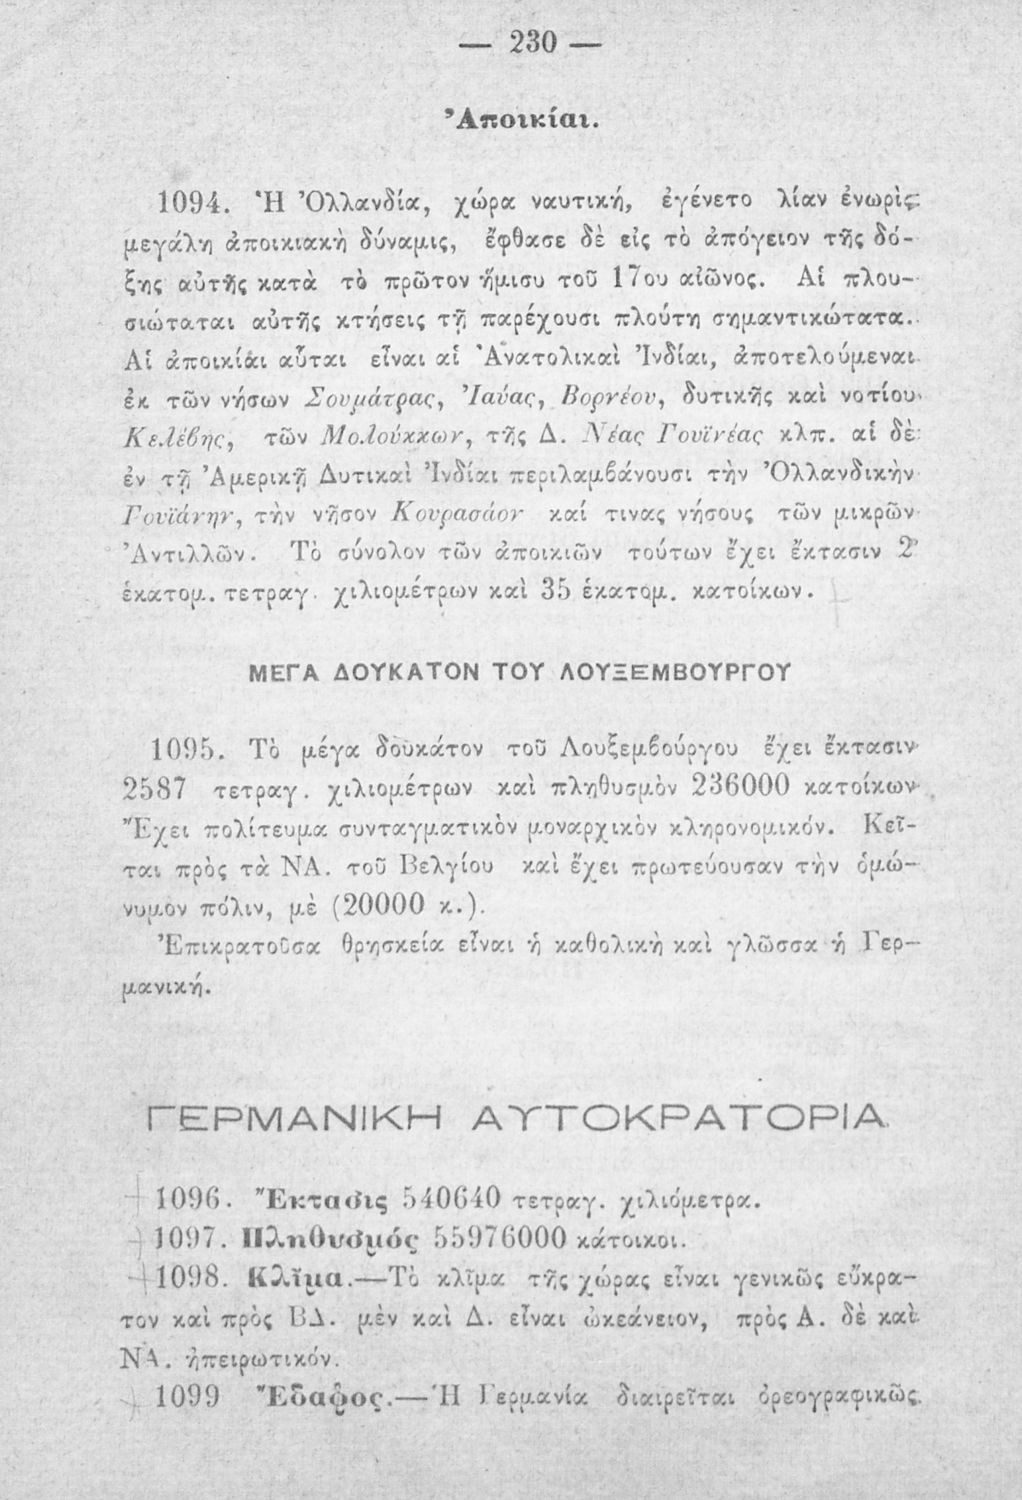 — 230 —
Ἀποικίαι.
1094. Ἡ Ὀλλανδία, χώρα ναυτική, ἐγένετο λίαν ἐνωρὶς
μεγάλη ἀποικιακὴ δύναμις, ἔφθασε δὲ εἰς τὸ ἀπόγειον τῆς δό-
ξης αὐτῆς κατὰ τὸ πρῶτον ἥμισυ τοῦ 17ου αἰῶνος. Αἱ πλου-
σιώταται αὐτῆς κτήσεις τῇ παρέχουσι πλούτη σημαντικώτατα.
Αἱ ἀποικίαι αὗται εἶναι αἱ Ἀνατολικαὶ Ἰνδίαι, ἀποτελούμεναι
ἐκ τῶν νήσων Σουμάτρας, Ἰαύας, Βορνέου, δυτικῆς καὶ νοτίου
Κελέβης, τῶν Μολούκκων, τῆς Δ. Νέας Γουϊνέας κλπ. αἱ δὲ
ἐν τῇ Ἀμερικῇ Δυτικαὶ Ἰνδίαι περιλαμβάνουσι τὴν Ὀλλανδικὴν
Γουϊάνην, τὴν νῆσον Κουρασάον καί τινας νήσους τῶν μικρῶν
Ἀντιλλῶν. Τὸ σύνολον τῶν ἀποικιῶν τούτων ἔχει ἔκτασιν 2
ἑκατομ. τετραγ. χιλιομέτρων καὶ 35 ἑκατομ. κατοίκων.
ΜΕΓΑ ΔΟΥΚΑΤΟΝ ΤΟΥ ΛΟΥΞΕΜΒΟΥΡΓΟΥ
1095. Τὸ μέγα δουκάτον τοῦ Λουξεμβούργου ἔχει ἔκτασιν
2587 τετραγ. χιλιομέτρων καὶ πληθυσμὸν 236000 κατοίκων.
Ἔχει πολίτευμα συνταγματικὸν μοναρχικὸν κληρονομικόν. Κεῖ-
ται πρὸς τὰ ΝΑ. τοῦ Βελγίου καὶ ἔχει πρωτεύουσαν τὴν ὁμώ-
νυμον πόλιν, μὲ (20000 κ.).
Ἐπικρατοῦσα θρησκεία εἶναι ἡ καθολικὴ καὶ γλῶσσα ἡ Γερ-
μανική.
ΓΕΡΜΑΝΙΚΗ ΑΥΤΟΚΡΑΤΟΡΙΑ
1096. Ἔκτασις 540640 τετραγ. χιλιόμετρα.
1097. Πληθυσμός 55976000 κάτοικοι.
1098. Κλῖμα.—Τὸ κλῖμα τῆς χώρας εἶναι γενικῶς εὔκρα-
τον καὶ πρὸς ΒΔ. μὲν καὶ Δ. εἶναι ὠκεάνειον, πρὸς Α. δὲ καὶ
ΝΑ. ἠπειρωτικόν.
1099 Ἔδαφος.—Ἡ Γερμανία διαιρεῖται ὀρεογραφικῶς